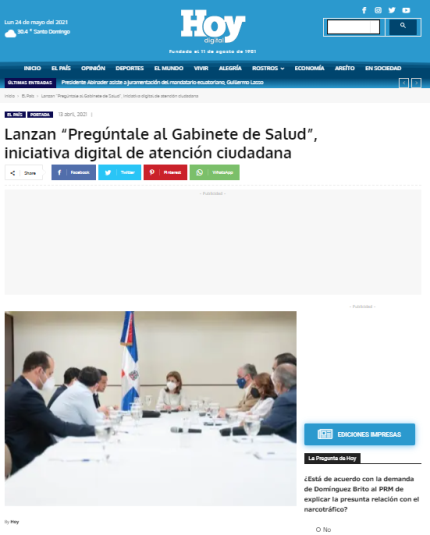 Lun 24 de mayo del 2021
30.4 ° Santo Domingo
Hoy
digital
Fundado el 11 de agosto de 1981
INICIO EL PAÍS OPINIÓN DEPORTES EL MUNDO VIVIR ALEGRÍA ROSTROS ECONOMÍA AREÍTO EN SOCIEDAD
ÚLTIMAS ENTRADAS Presidente Abinader asiste a juramentación del mandatario ecuatoriano, Guillermo Lasso
Inicio El País Lanzan "Pregúntale al Gabinete de Salud", iniciativa digital de atención ciudadana
EL PAÍS PORTADA 13 abril, 2021
Lanzan “Pregúntale al Gabinete de Salud”,
iniciativa digital de atención ciudadana
Share Facebook Twitter Pinterest WhatsApp
- Publicidad -
- Publicidad -
EDICIONES IMPRESAS
La Pregunta de Hoy
¿Está de acuerdo con la demanda
de Domínguez Brito al PRM de
explicar la presunta relación con el
narcotráfico?
No
By Hoy